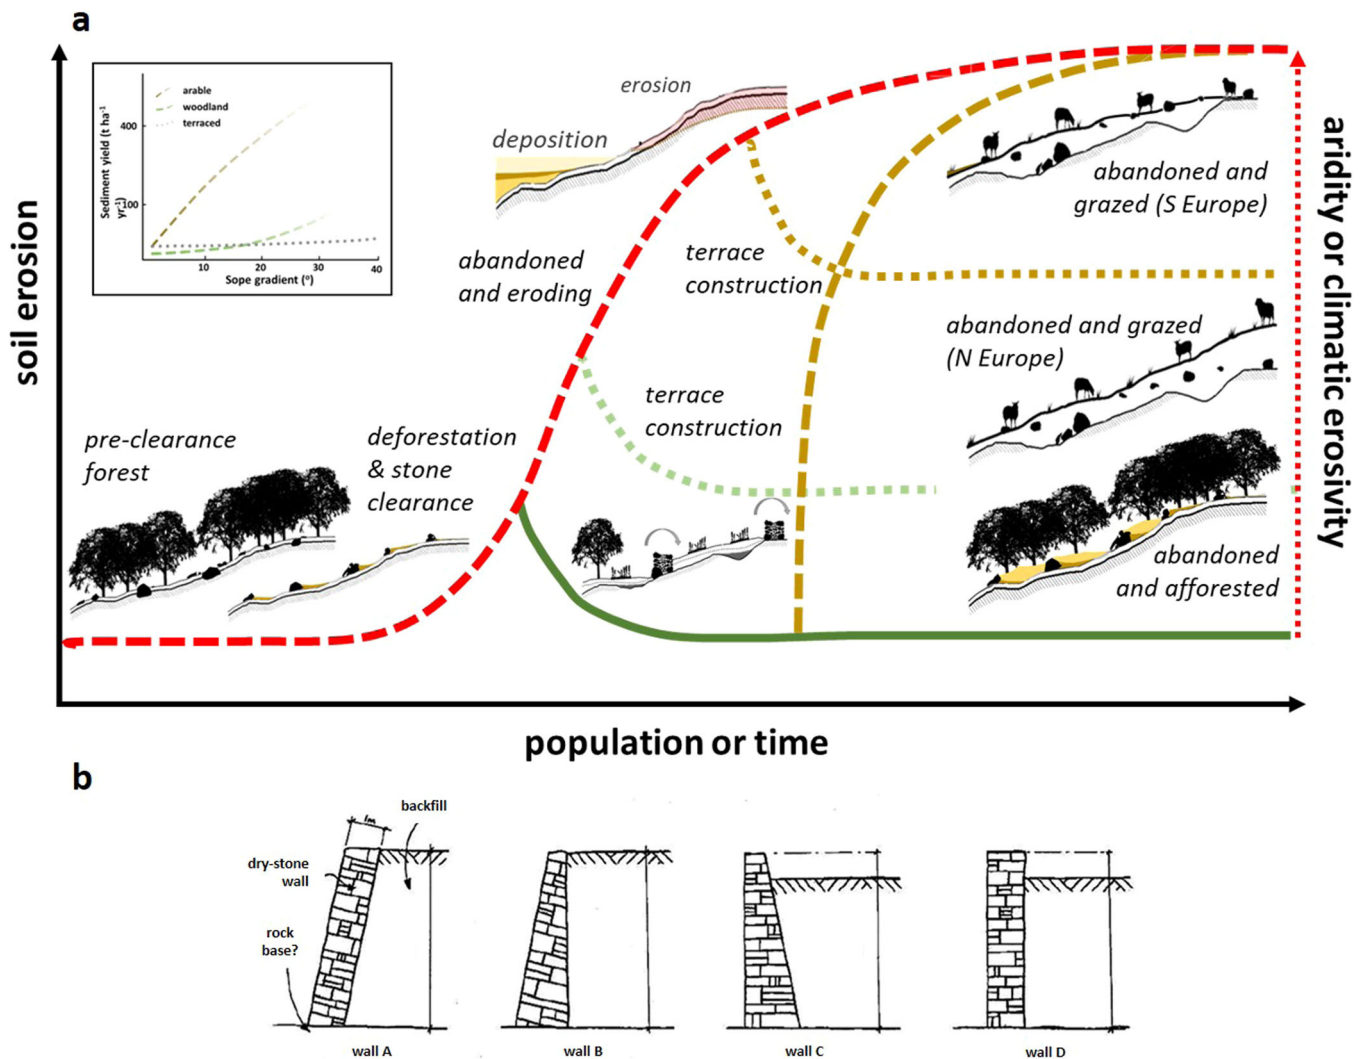 a
arable
woodland
terraced
Sediment yield (t ha⁻¹
yr⁻¹)
400
100
10
20
30
40
Sope gradient (°)
erosion
deposition
abandoned
and eroding
terrace
construction
abandoned and
grazed (S Europe)
abandoned and grazed
(N Europe)
terrace
construction
pre-clearance
forest
deforestation
& stone
clearance
abandoned
and afforested
soil erosion
aridity or climatic erosivity
population or time
b
1m
backfill
dry-stone
wall
rock
base?
wall A
wall B
wall C
wall D